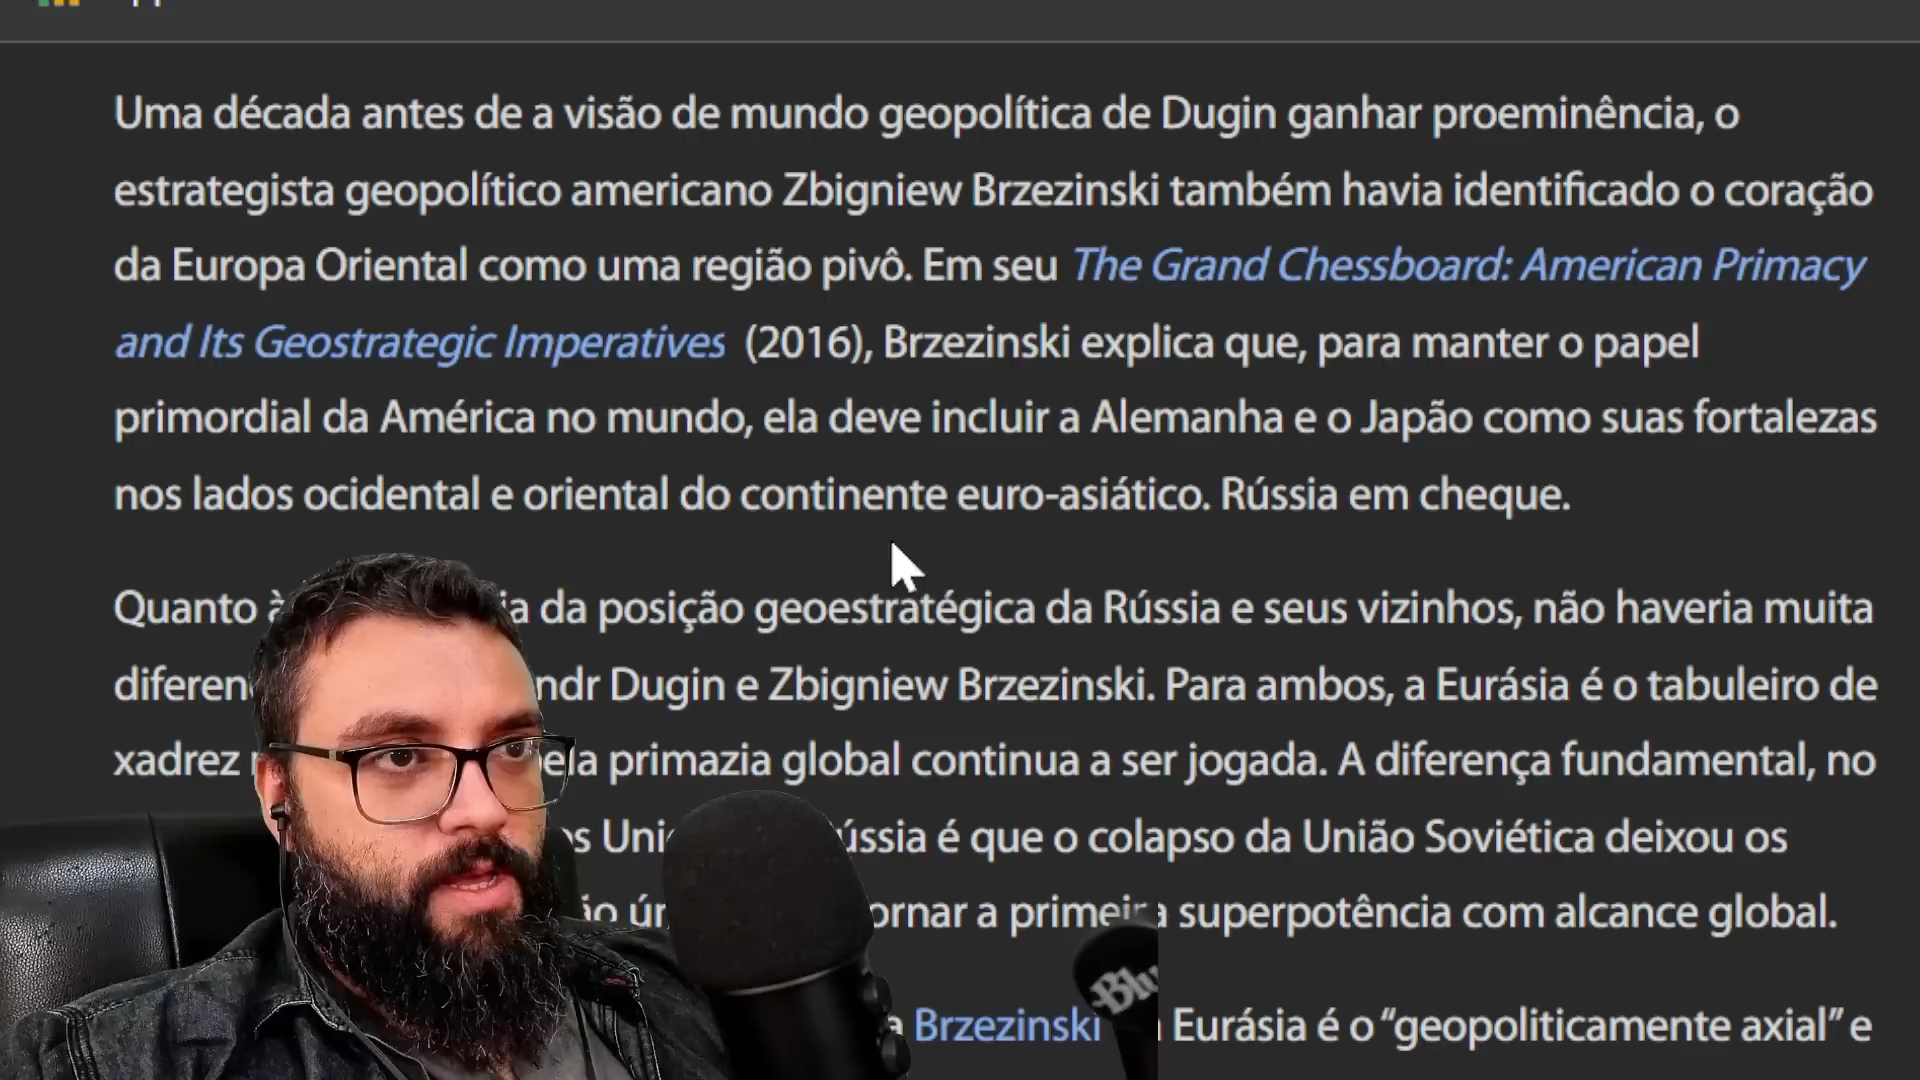 Uma década antes de a visão de mundo geopolítica de Dugin ganhar proeminência, o
estrategista geopolítico americano Zbigniew Brzezinski também havia identificado o coração
da Europa Oriental como uma região pivô. Em seu The Grand Chessboard: American Primacy
and Its Geostrategic Imperatives (2016), Brzezinski explica que, para manter o papel
primordial da América no mundo, ela deve incluir a Alemanha e o Japão como suas fortalezas
nos lados ocidental e oriental do continente euro-asiático. Rússia em cheque.
Quanto da posição geoestratégica da Rússia e seus vizinhos, não haveria muita
Dugin e Zbigniew Brzezinski. Para ambos, a Eurásia é o tabuleiro de
xadrez primazia global continua a ser jogada. A diferença fundamental, no
é que o colapso da União Soviética deixou os
a primeira superpotência com alcance global.
Brzezinski Eurásia é o “geopoliticamente axial” e